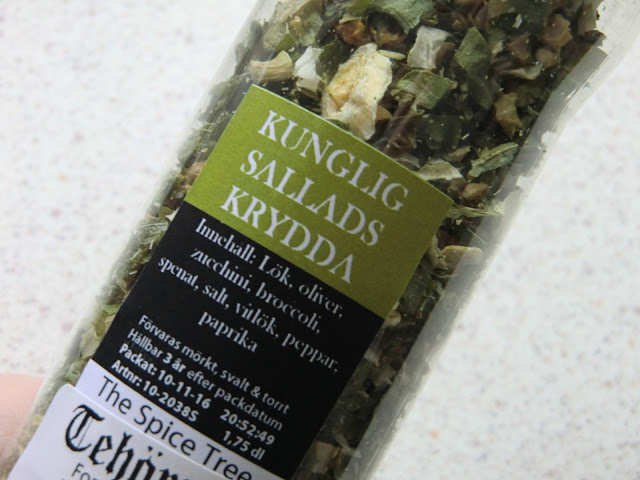 KUNGLIG
SALLADS
KRYDDA
Innehåll: Lök, oliver,
zucchini, broccoli,
spenat, salt, vitlök, peppar,
paprika
Förvaras mörkt, svalt & torrt
Hållbar 3 år efter packdatum
Packat: 10-11-16 20:52:49
Artnr: 10-2038S 1,75 dl
The Spice Tree